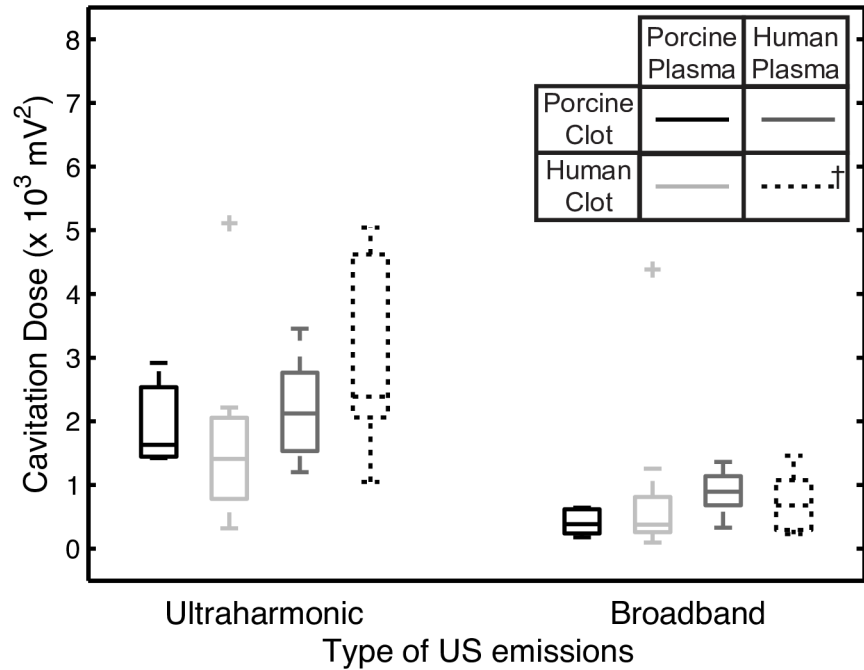 8
7
6
5
4
3
2
1
0
Cavitation Dose (x 10³ mV²)
Porcine Plasma
Human Plasma
Porcine Clot
Human Clot
†
Ultraharmonic
Broadband
Type of US emissions